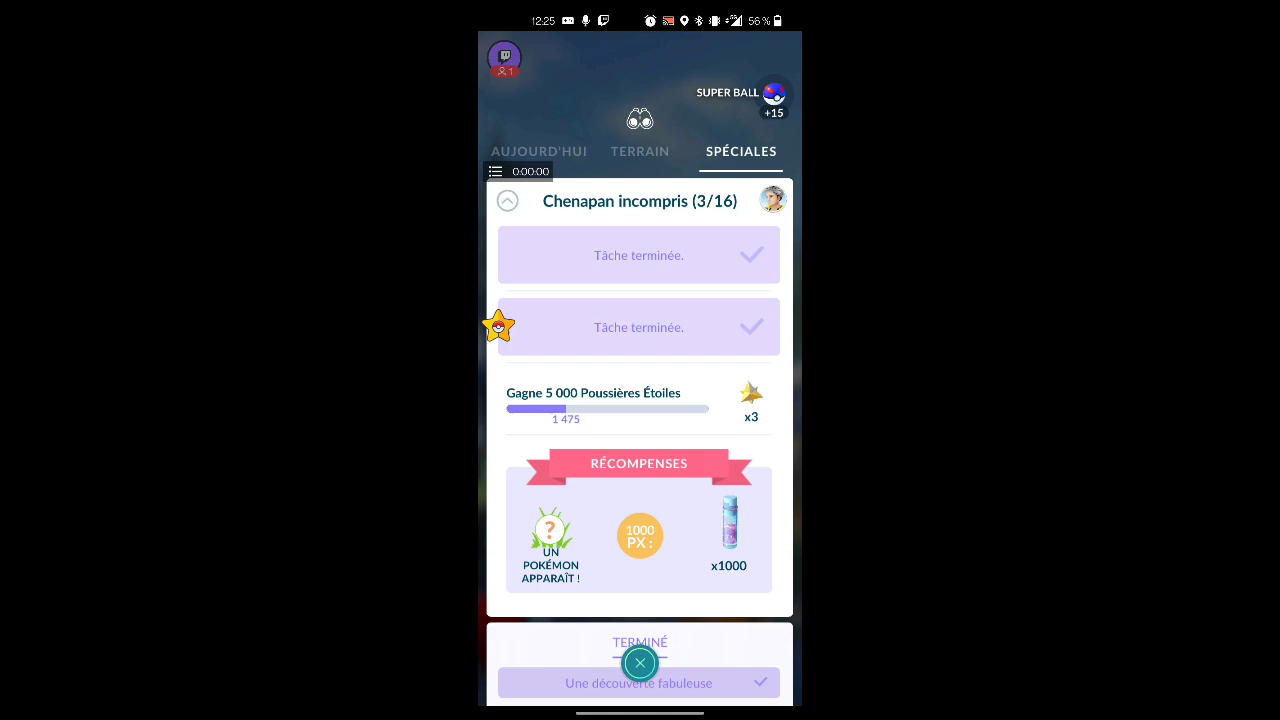 12:25 56 %
1
SUPER BALL
+15
AUJOURD'HUI TERRAIN SPÉCIALES
0:00:00
Chenapan incompris (3/16)
Tâche terminée.
Tâche terminée.
Gagne 5 000 Poussières Étoiles
x3
1 475
RÉCOMPENSES
?
1000
PX :
UN
POKÉMON
APPARAÎT !
x1000
TERMINÉ
Une découverte fabuleuse